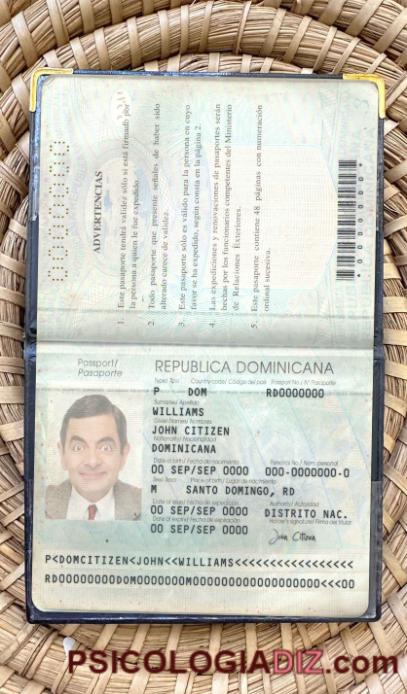 ADVERTENCIAS
1. Este pasaporte tendrá validez sólo si está firmado por
la persona a quien le fue expedido.
2. Todo pasaporte que presente señales de haber sido
alterado carece de validez.
3. Este pasaporte sólo es válido para la persona en cuyo
favor se ha expedido, según consta en la página 2.
4. Las expediciones y renovaciones de pasaportes serán
hechas por los funcionarios competentes del Ministerio
de Relaciones Exteriores.
5. Este pasaporte contiene 48 páginas con numeración
ordinal sucesiva.
Passport/
Pasaporte
REPUBLICA DOMINICANA
Type/ Tipo Country code/ Código del país Passport No./ N.° Pasaporte
P DOM RD0000000
Surname/ Apellido
WILLIAMS
Given Names/ Nombres
JOHN CITIZEN
Nationality/ Nacionalidad
DOMINICANA
Date of birth/ Fecha de nacimiento Personal No./ Núm. personal
00 SEP/SEP 0000 000-0000000-0
Sex/ Sexo Place of birth/ Lugar de nacimiento
M SANTO DOMINGO, RD
Date of issue/ Fecha de expedición Authority/ Autoridad
00 SEP/SEP 0000 DISTRITO NAC.
Date of expiry/ Fecha de expiración Holder's signature/ Firma del titular
00 SEP/SEP 0000
John Citizen
P<DOMCITIZEN<JOHN<<WILLIAMS<<<<<<<<<<<<<<<<<
RD00000000DOM0000000M00000000000000000000<<<00
PSICOLOGIADIZ.com